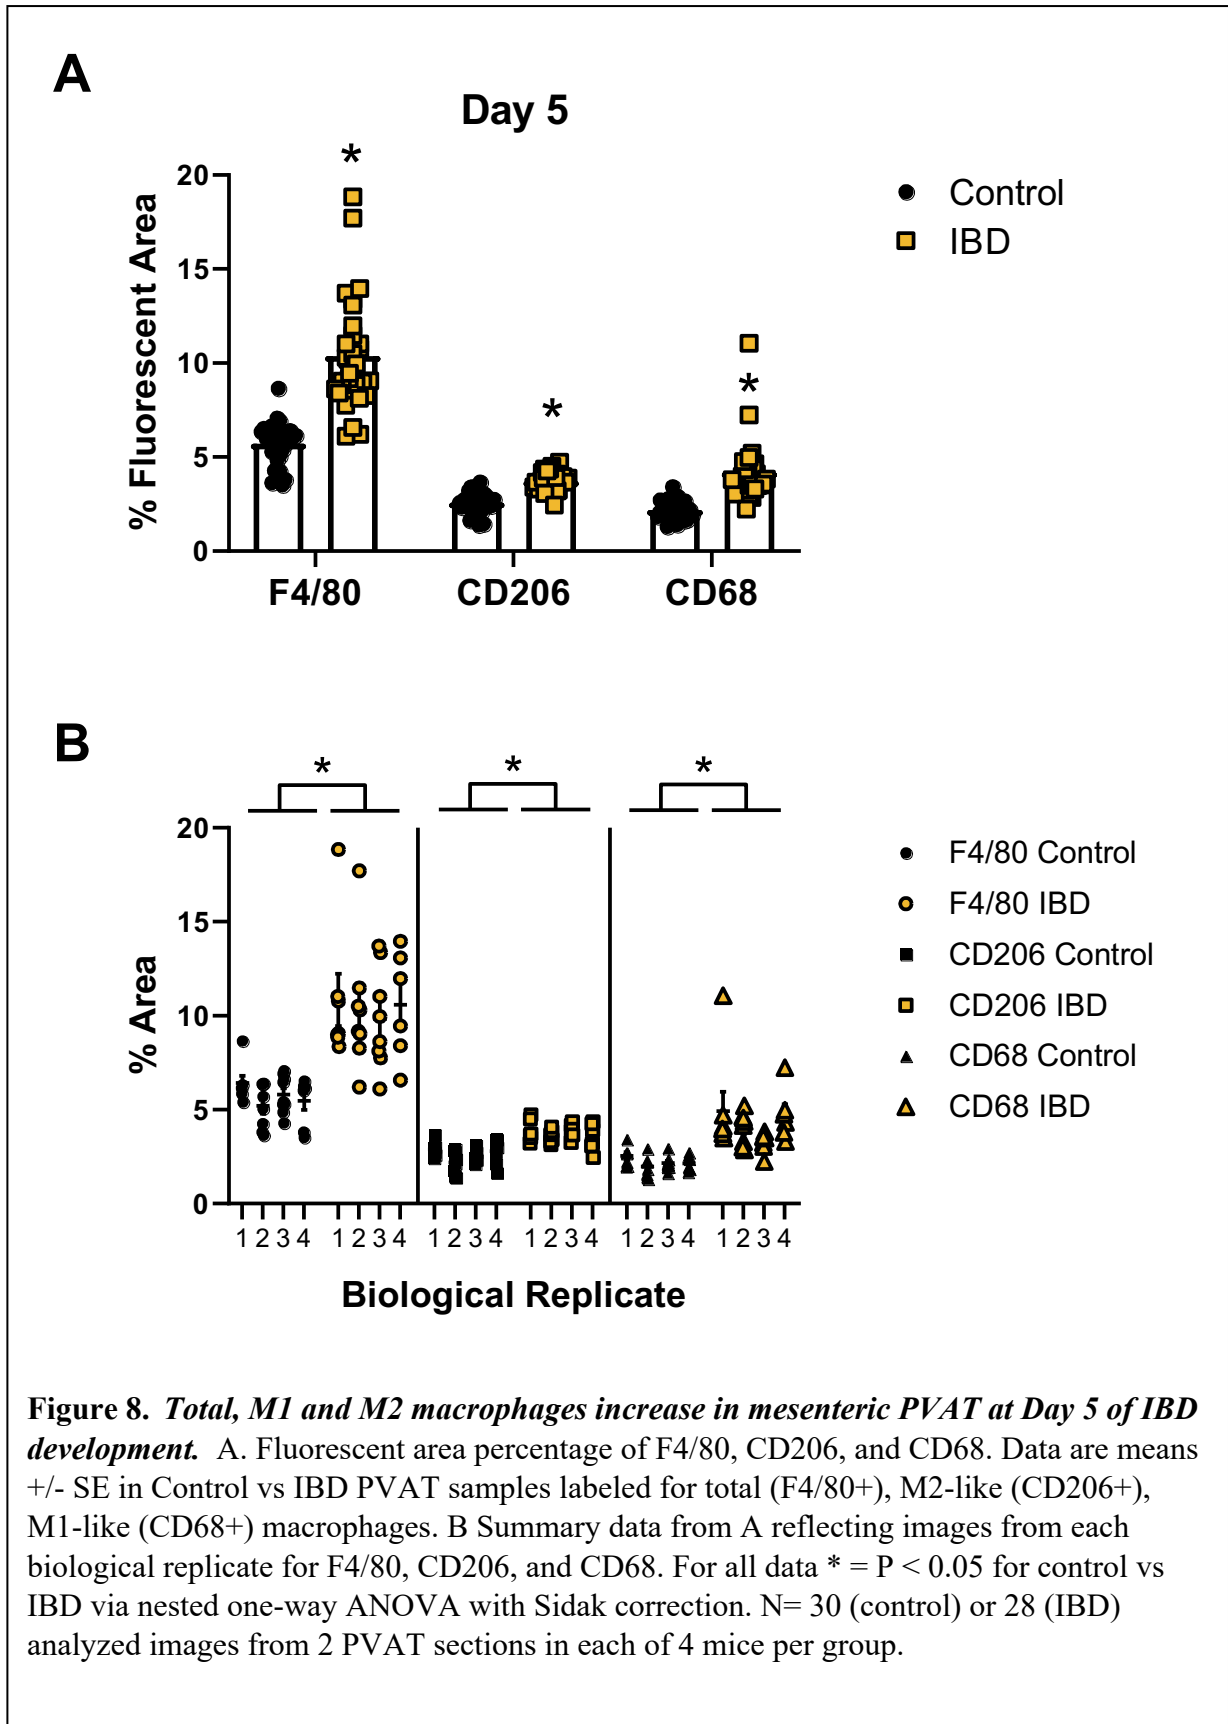 A
Day 5
*
20
15
10
5
0
% Fluorescent Area
*
*
F4/80 CD206 CD68
Control
IBD
B
* * *
20
15
10
5
0
% Area
1 2 3 4 1 2 3 4 1 2 3 4 1 2 3 4 1 2 3 4 1 2 3 4
Biological Replicate
F4/80 Control
F4/80 IBD
CD206 Control
CD206 IBD
CD68 Control
CD68 IBD
Figure 8. Total, M1 and M2 macrophages increase in mesenteric PVAT at Day 5 of IBD
development. A. Fluorescent area percentage of F4/80, CD206, and CD68. Data are means
+/- SE in Control vs IBD PVAT samples labeled for total (F4/80+), M2-like (CD206+),
M1-like (CD68+) macrophages. B Summary data from A reflecting images from each
biological replicate for F4/80, CD206, and CD68. For all data * = P < 0.05 for control vs
IBD via nested one-way ANOVA with Sidak correction. N= 30 (control) or 28 (IBD)
analyzed images from 2 PVAT sections in each of 4 mice per group.